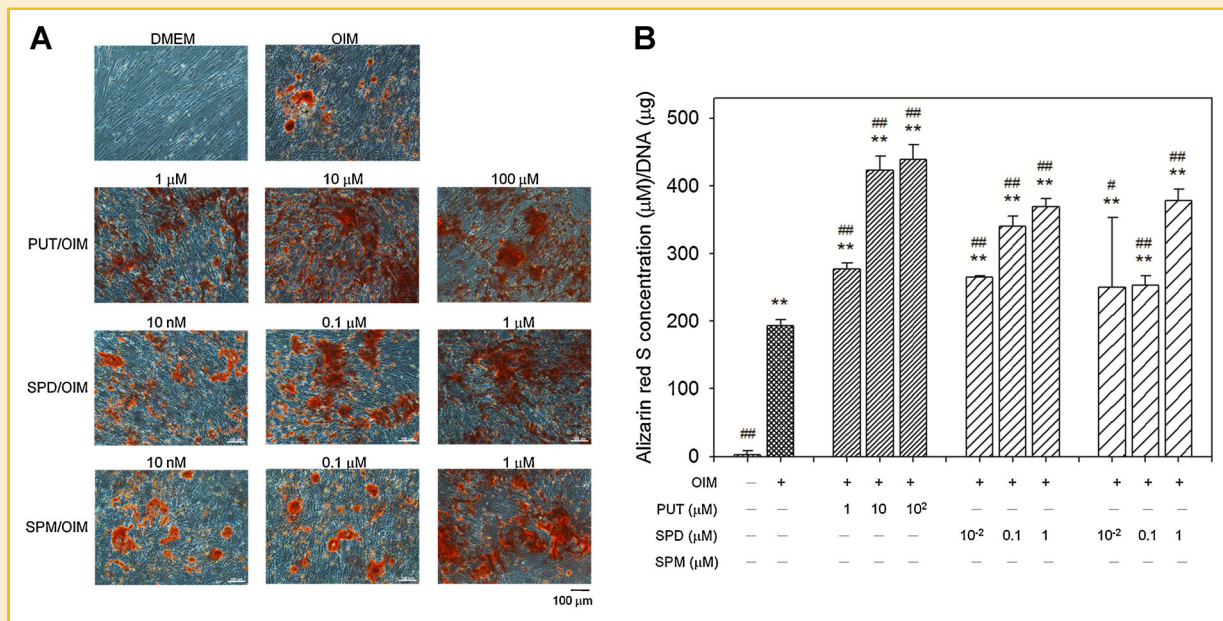 A
DMEM OIM
1 μM 10 μM 100 μM
PUT/OIM
10 nM 0.1 μM 1 μM
SPD/OIM
10 nM 0.1 μM 1 μM
SPM/OIM
100 μm
B
Alizarin red S concentration (μM)/DNA (μg)
500
400
300
200
100
0
## ** ## ** ## ** ## ** ## ** ## ** ## ** # ** ## ** ## **
OIM — + + + + + + + + + +
PUT (μM) — — 1 10 10² — — — — — —
SPD (μM) — — — — — 10⁻² 0.1 1 10⁻² 0.1 1
SPM (μM) — — — — — — — — — — —